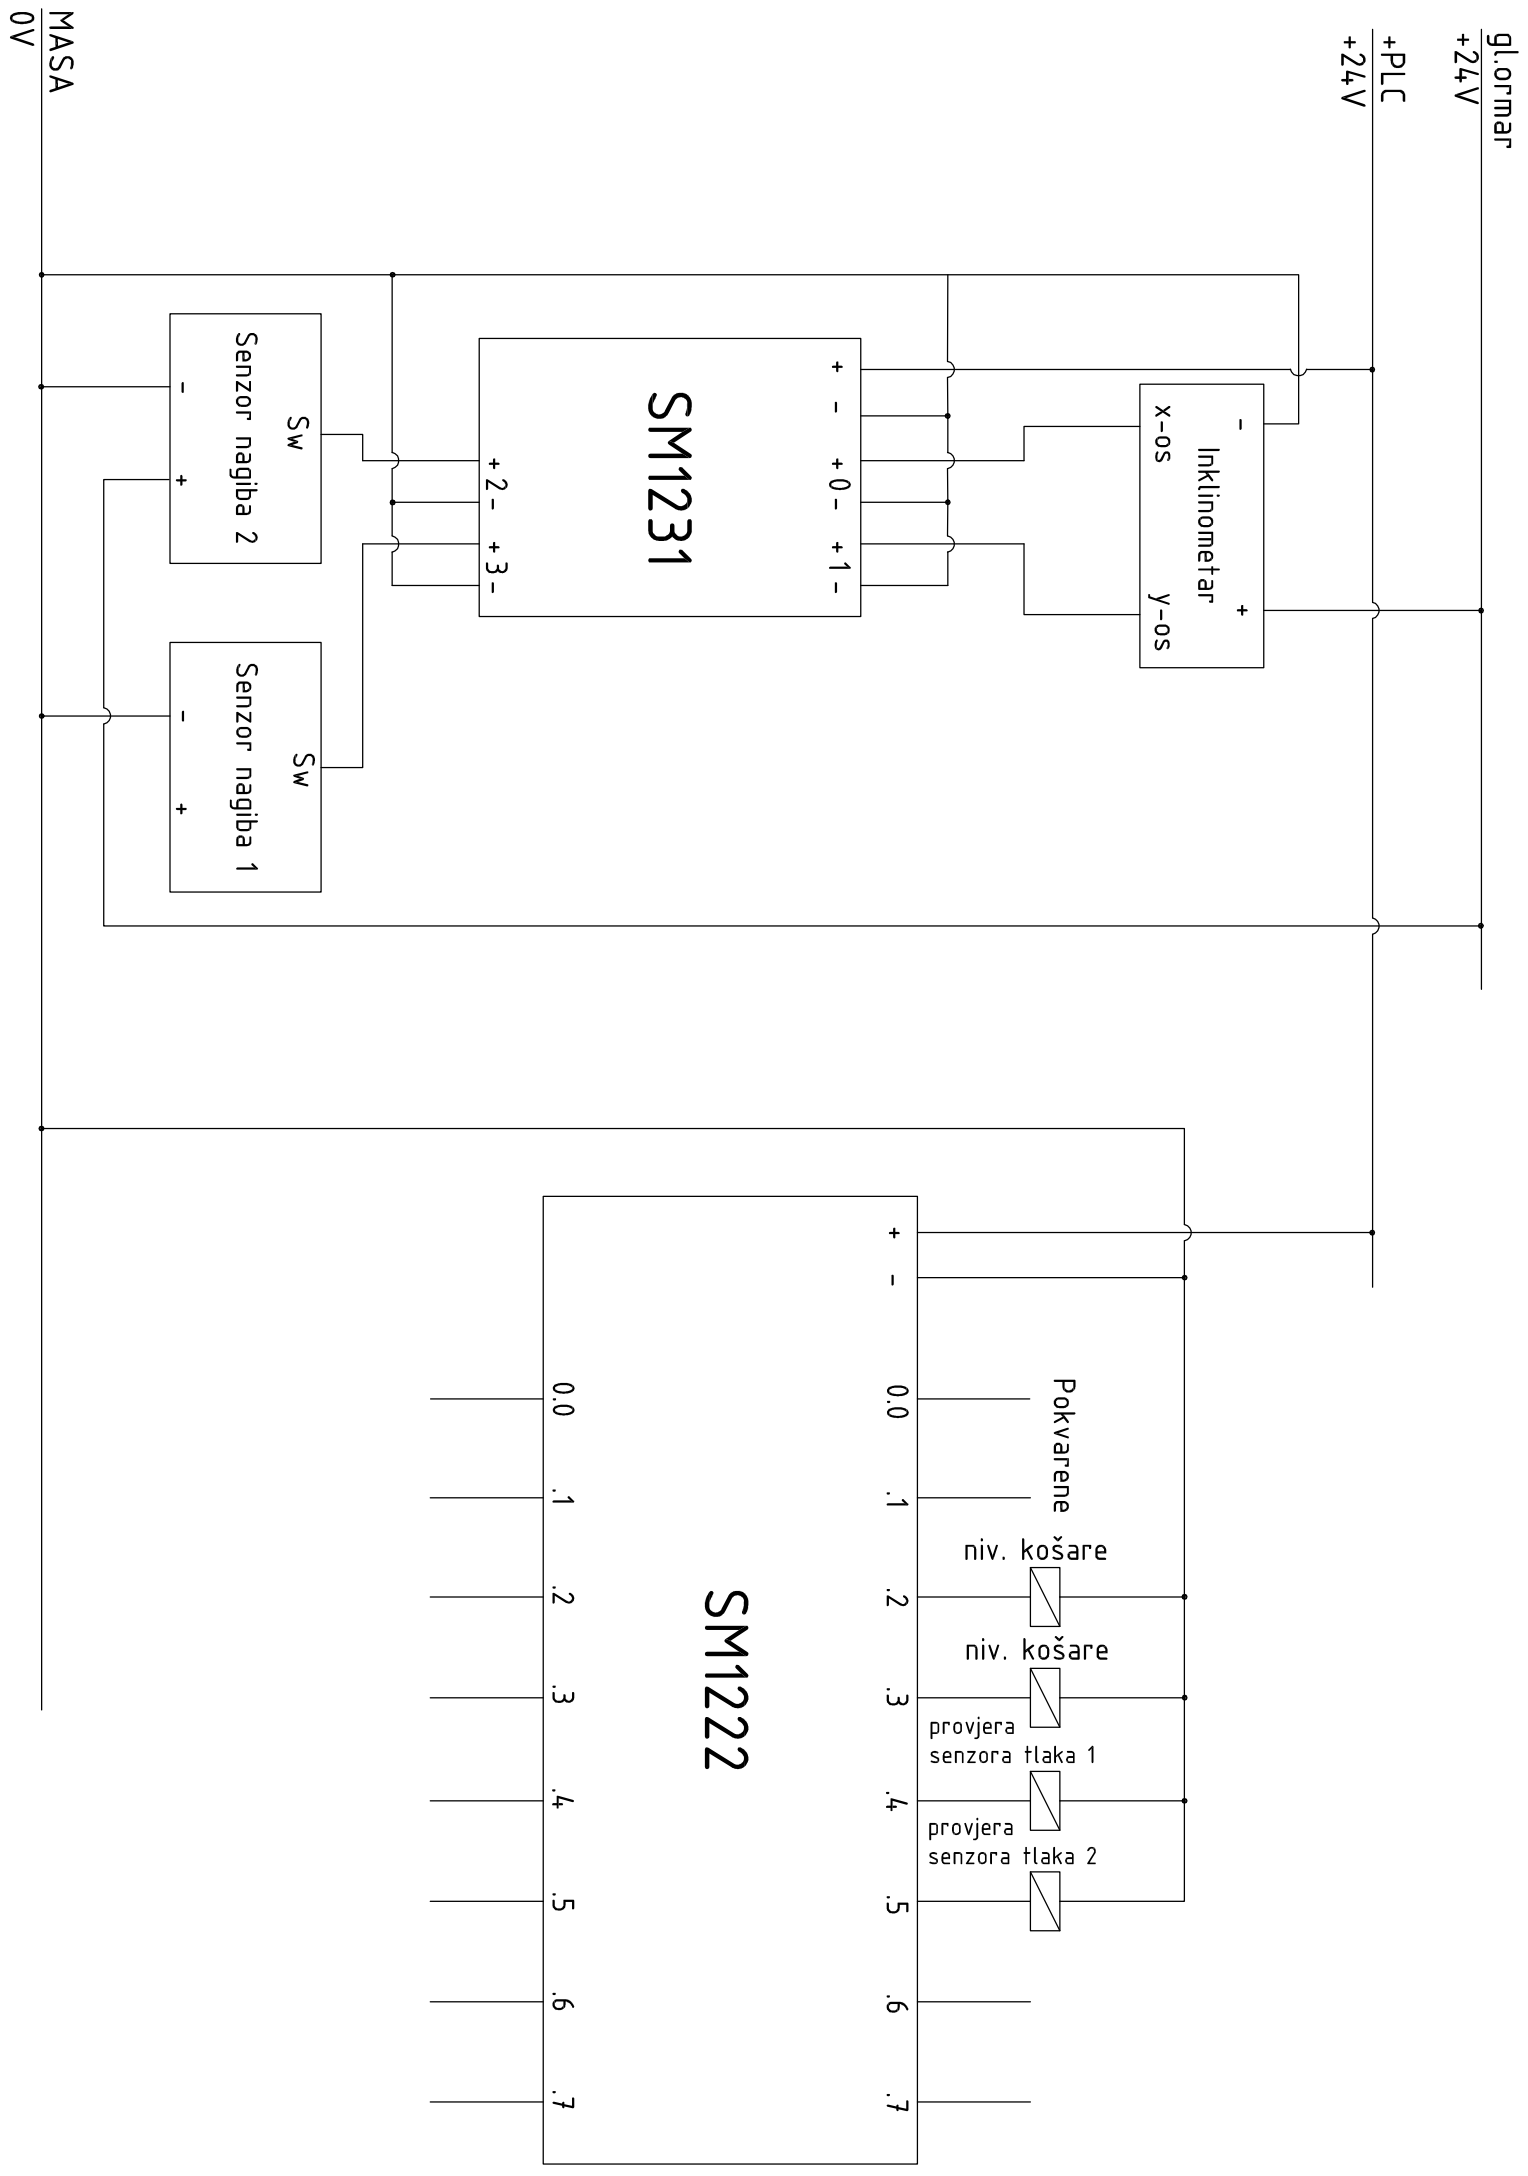 gl.ormar
+24V
+PLC
+24V
MASA
0V
Inklinometar
-
+
x-os
y-os
SM1231
+
-
+ 0 -
+ 1 -
+ 2 -
+ 3 -
Senzor nagiba 2
Sw
-
+
Senzor nagiba 1
Sw
-
+
SM1222
+
-
0.0
.1
.2
.3
.4
.5
.6
.7
0.0
.1
.2
.3
.4
.5
.6
.7
Pokvarene
niv. košare
niv. košare
provjera
senzora tlaka 1
provjera
senzora tlaka 2